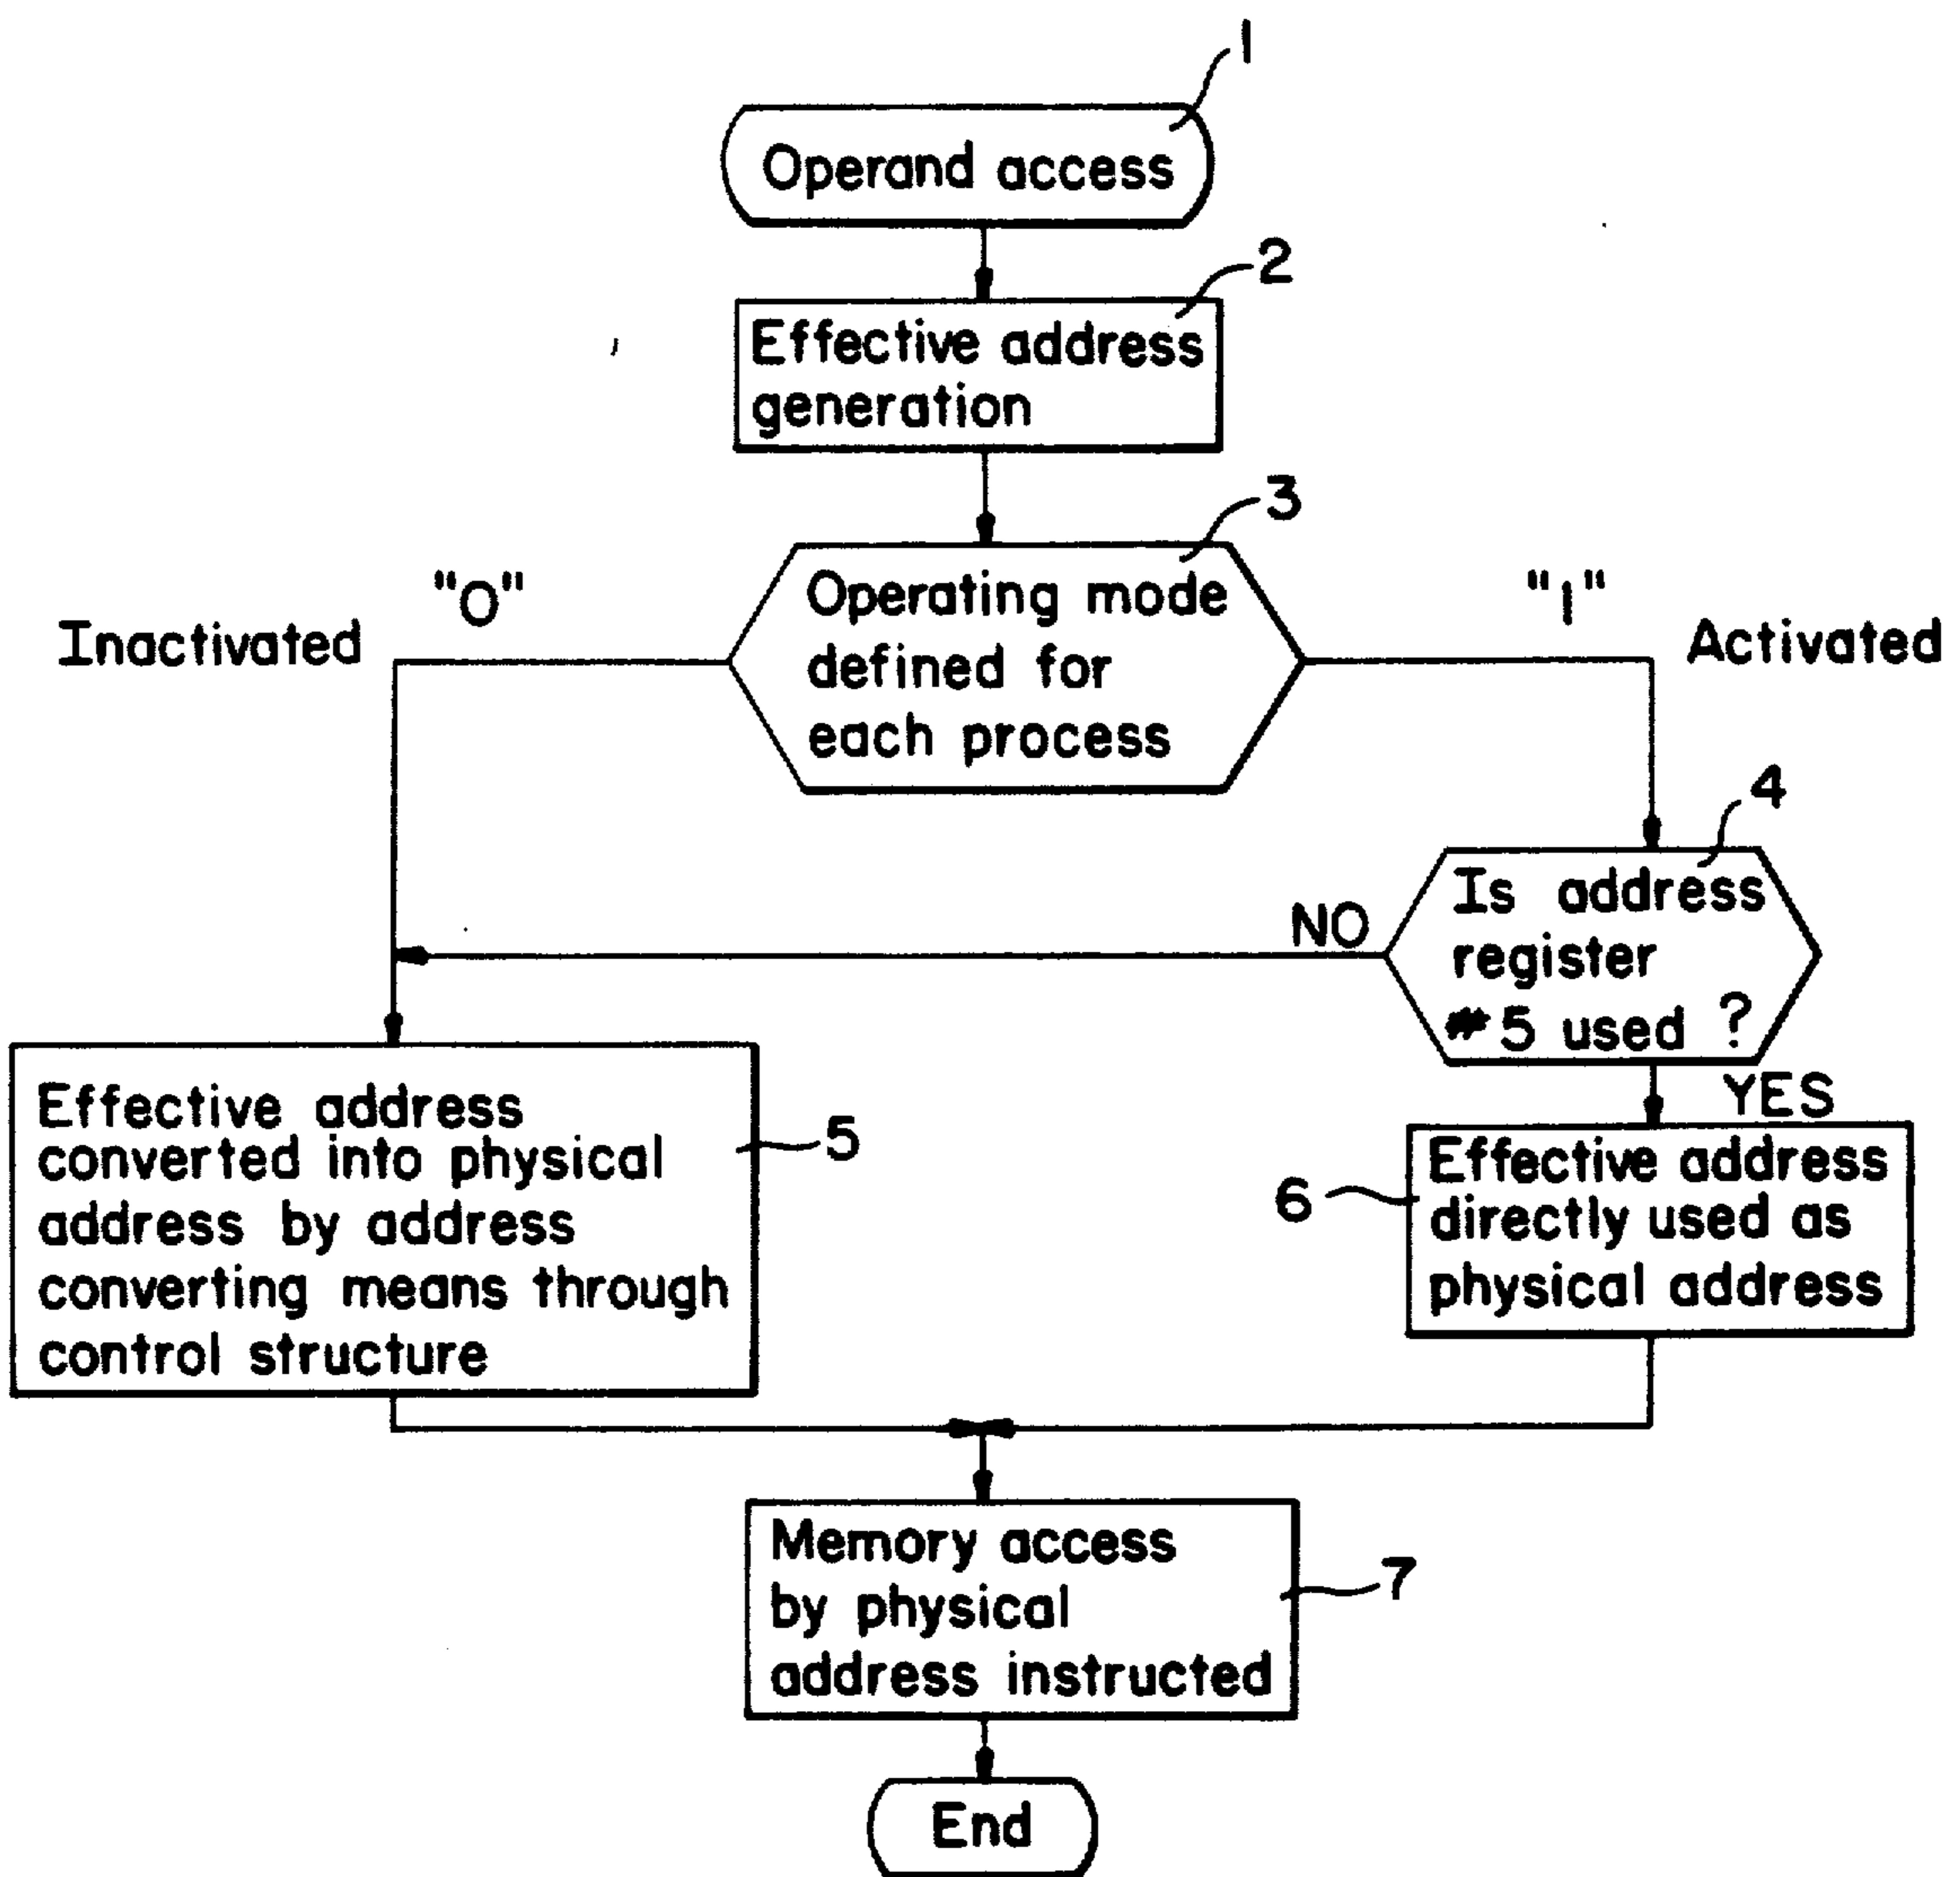 1
Operand access
2
Effective address
generation
3
"0"
Inactivated
Operating mode
defined for
each process
"1"
Activated
4
Is address
register
#5 used ?
NO
YES
Effective address
converted into physical
address by address
converting means through
control structure
5
6
Effective address
directly used as
physical address
Memory access
by physical
address instructed
7
End